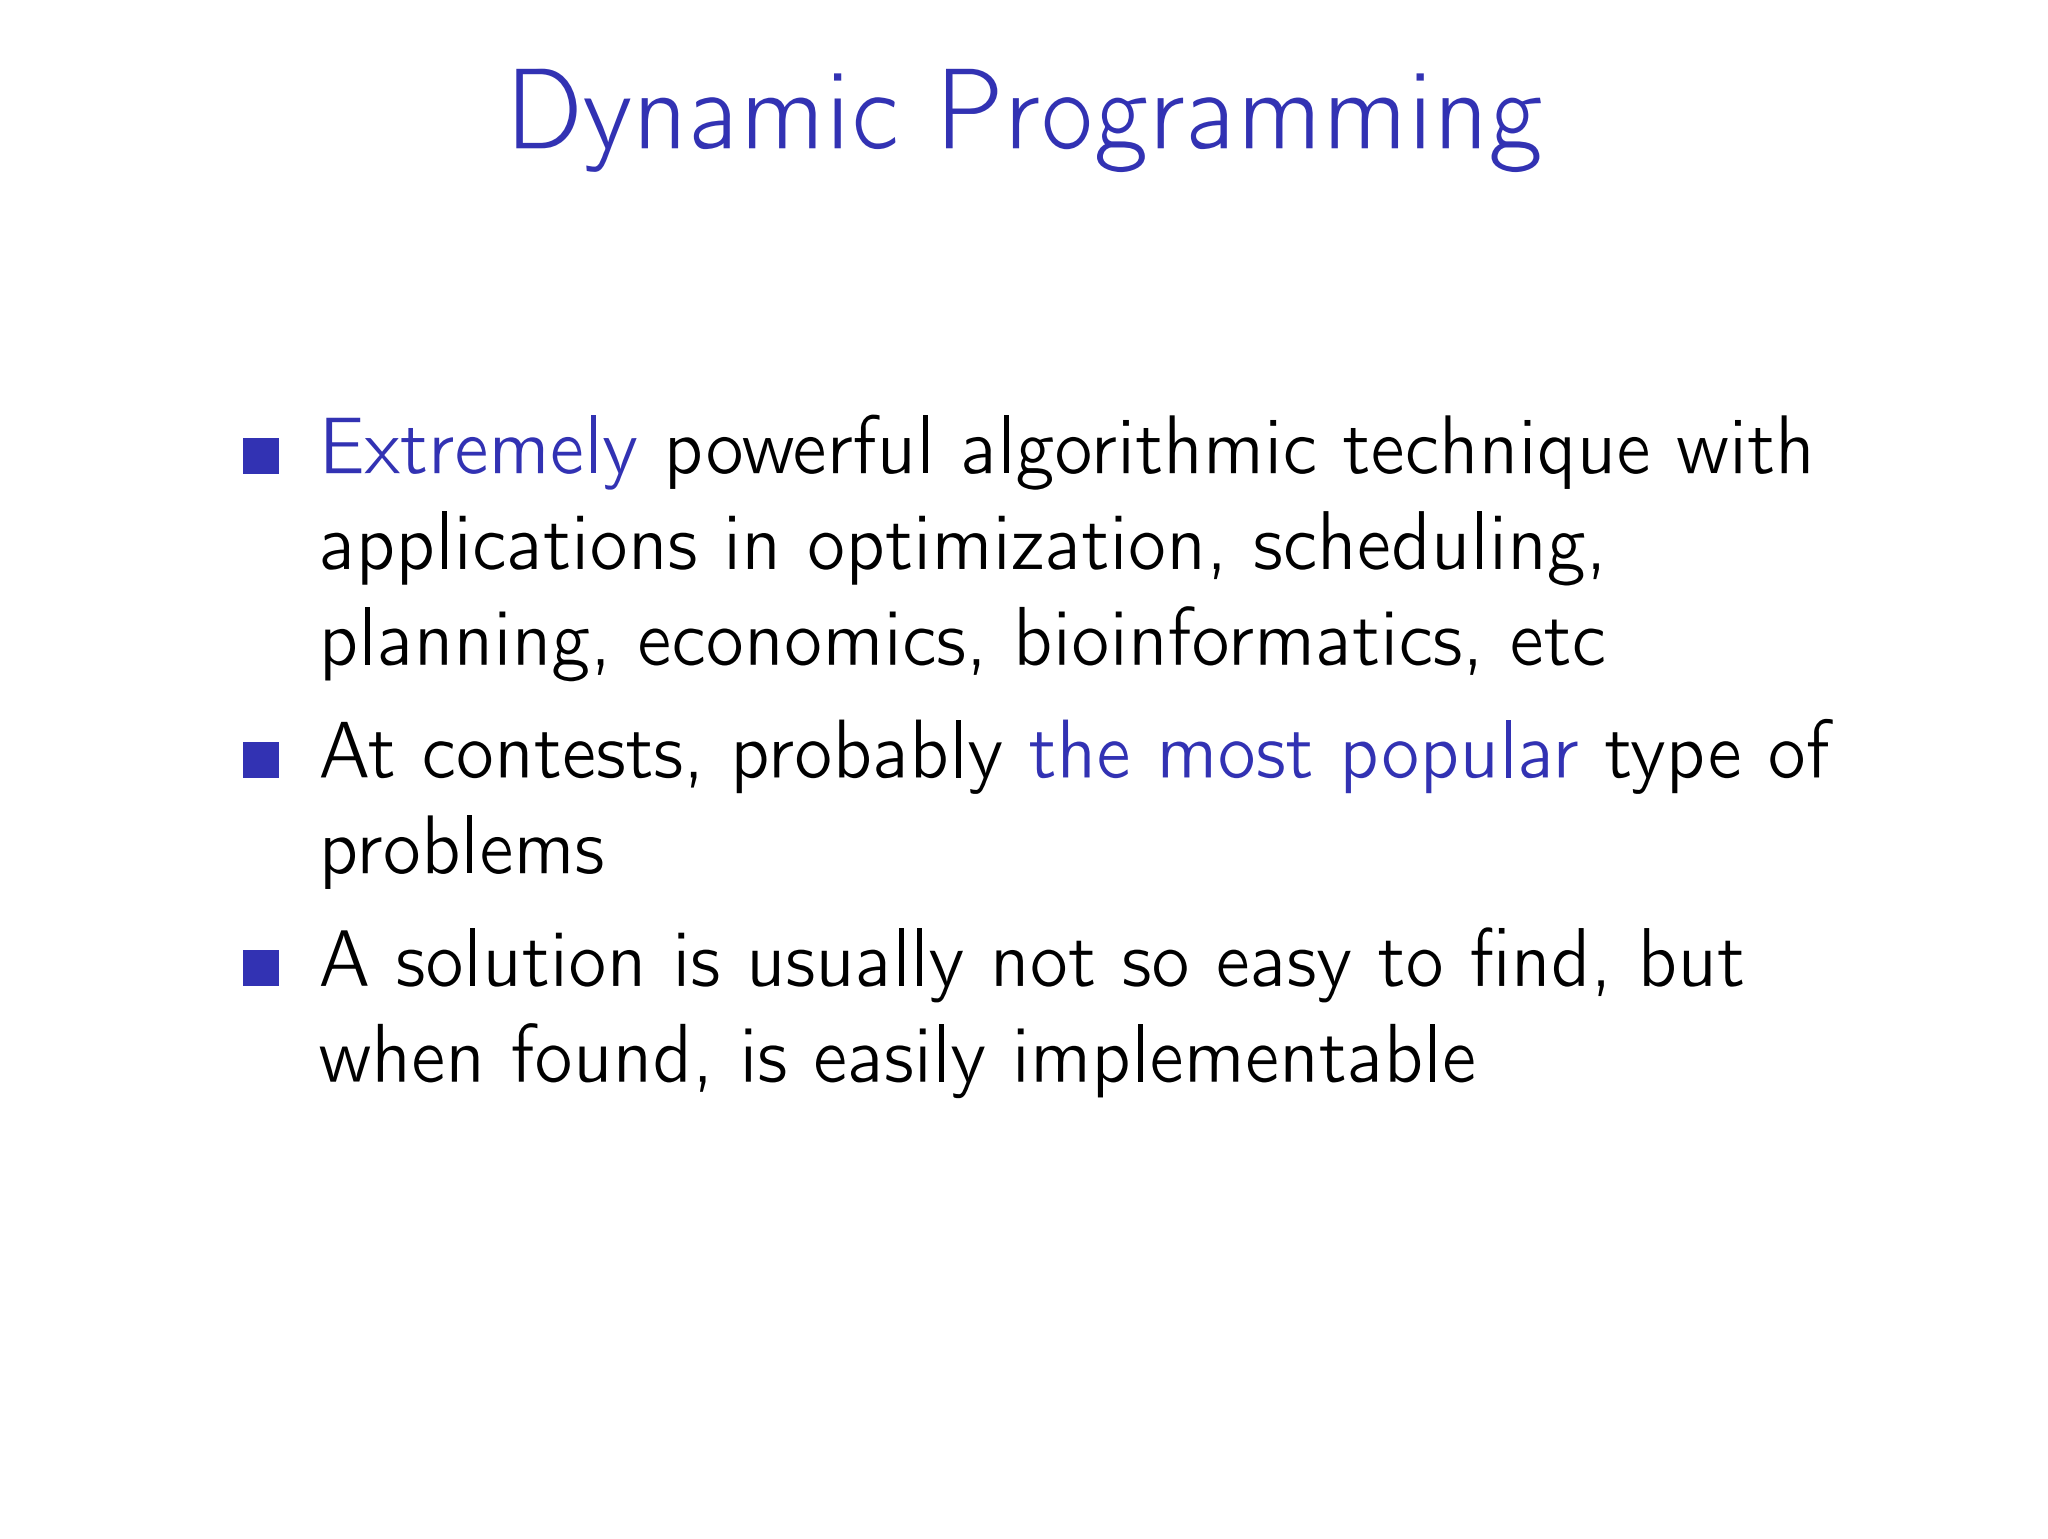 Dynamic Programming
Extremely powerful algorithmic technique with
applications in optimization, scheduling,
planning, economics, bioinformatics, etc
At contests, probably the most popular type of
problems
A solution is usually not so easy to find, but
when found, is easily implementable